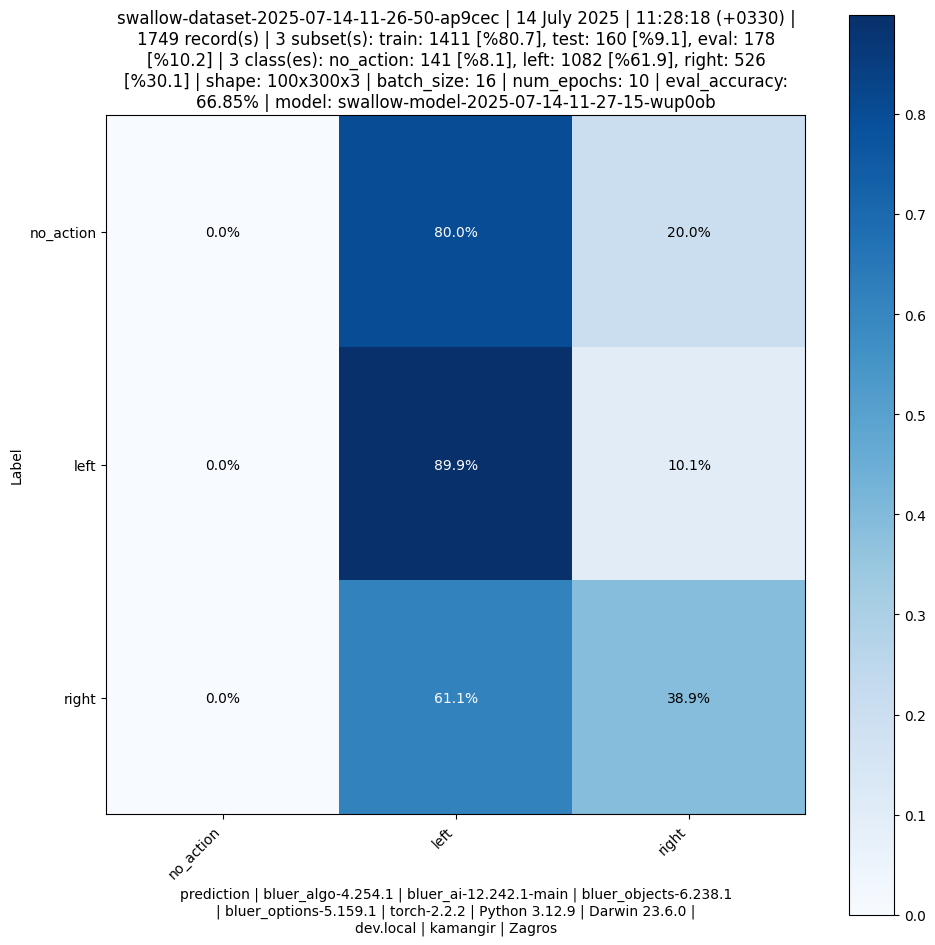 swallow-dataset-2025-07-14-11-26-50-ap9cec | 14 July 2025 | 11:28:18 (+0330) |
1749 record(s) | 3 subset(s): train: 1411 [%80.7], test: 160 [%9.1], eval: 178
[%10.2] | 3 class(es): no_action: 141 [%8.1], left: 1082 [%61.9], right: 526
[%30.1] | shape: 100x300x3 | batch_size: 16 | num_epochs: 10 | eval_accuracy:
66.85% | model: swallow-model-2025-07-14-11-27-15-wup0ob
Label
no_action
0.0%
80.0%
20.0%
left
0.0%
89.9%
10.1%
right
0.0%
61.1%
38.9%
no_action
left
right
prediction | bluer_algo-4.254.1 | bluer_ai-12.242.1-main | bluer_objects-6.238.1
| bluer_options-5.159.1 | torch-2.2.2 | Python 3.12.9 | Darwin 23.6.0 |
dev.local | kamangir | Zagros
0.8
0.7
0.6
0.5
0.4
0.3
0.2
0.1
0.0